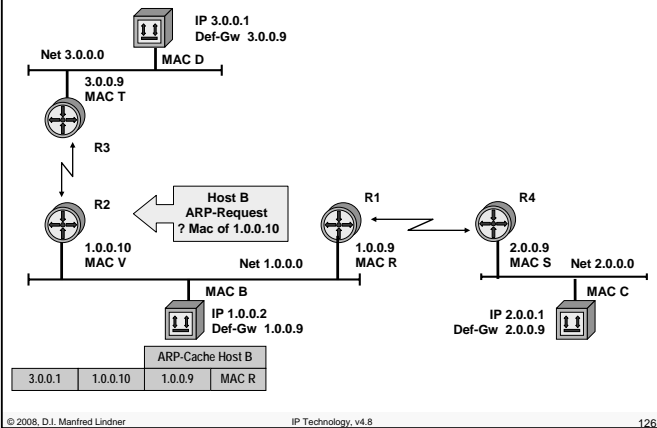 IP 3.0.0.1
Def-Gw 3.0.0.9
Net 3.0.0.0
MAC D
3.0.0.9
MAC T
R3
R2
Host B
ARP-Request
? Mac of 1.0.0.10
R1
R4
1.0.0.10
MAC V
Net 1.0.0.0
1.0.0.9
MAC R
2.0.0.9
MAC S
Net 2.0.0.0
MAC B
MAC C
IP 1.0.0.2
Def-Gw 1.0.0.9
IP 2.0.0.1
Def-Gw 2.0.0.9
ARP-Cache Host B
3.0.0.1 1.0.0.10 1.0.0.9 MAC R
© 2008, D.I. Manfred Lindner IP Technology, v4.8 126